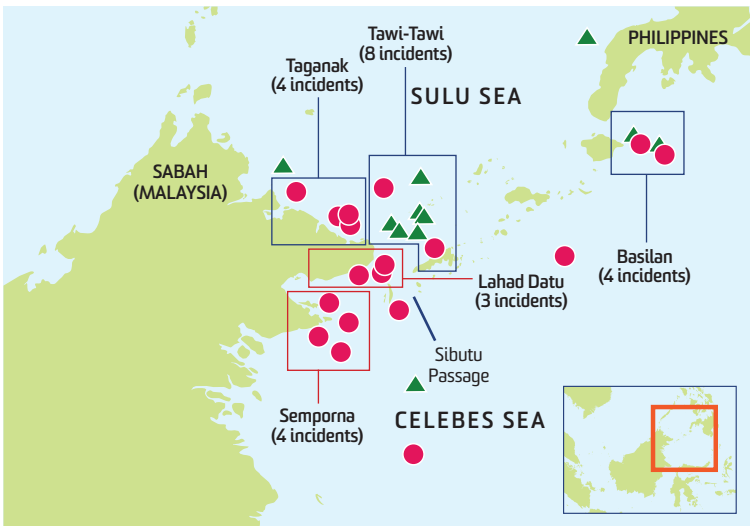 Tawi-Tawi
(8 incidents)
PHILIPPINES
Taganak
(4 incidents)
SULU SEA
SABAH
(MALAYSIA)
Basilan
(4 incidents)
Lahad Datu
(3 incidents)
Sibutu
Passage
Semporna
(4 incidents)
CELEBES SEA